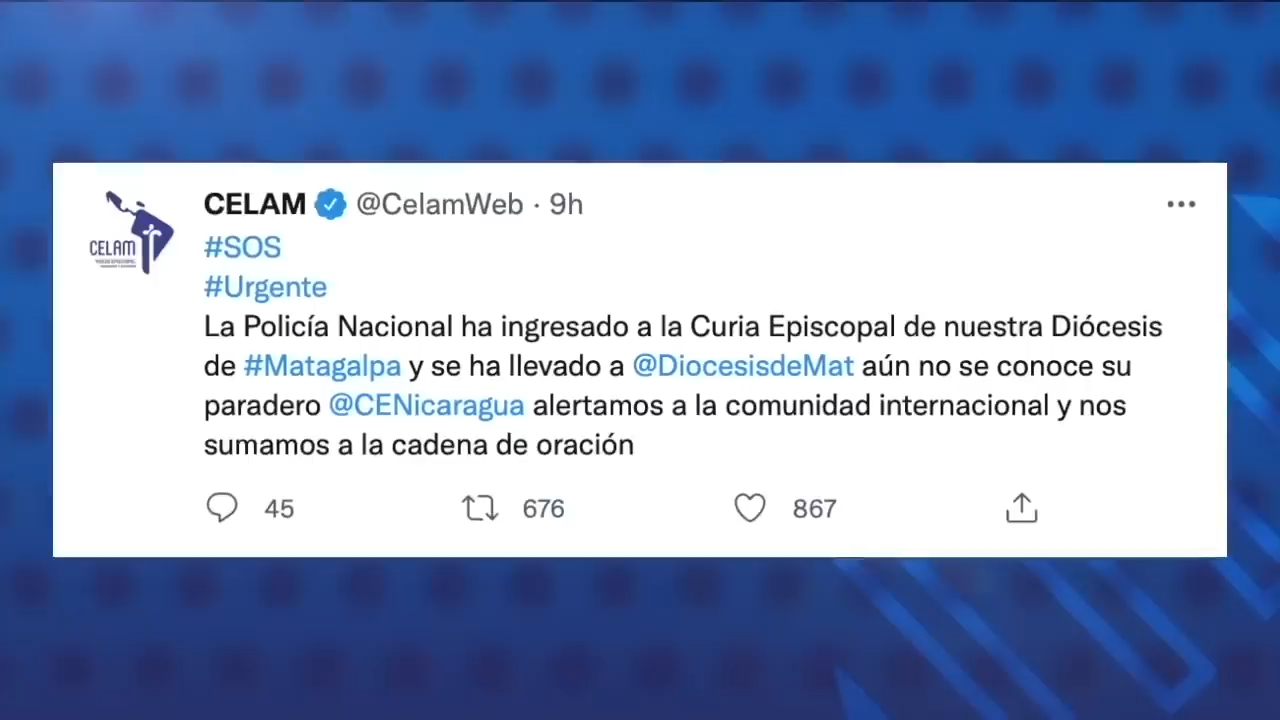 CELAM @CelamWeb · 9h
CELAM
#SOS
#Urgente
La Policía Nacional ha ingresado a la Curia Episcopal de nuestra Diócesis
de #Matagalpa y se ha llevado a @DiocesisdeMat aún no se conoce su
paradero @CENicaragua alertamos a la comunidad internacional y nos
sumamos a la cadena de oración
45 676 867